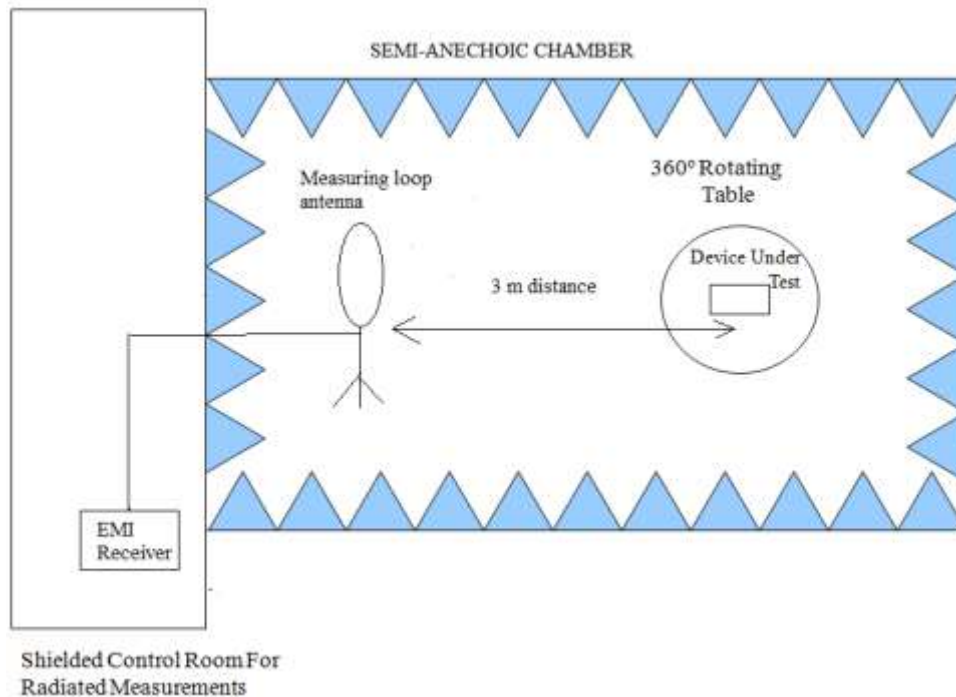 SEMI-ANECHOIC CHAMBER
Measuring loop
antenna
360º Rotating
Table
Device Under
Test
3 m distance
EMI
Receiver
Shielded Control Room For
Radiated Measurements